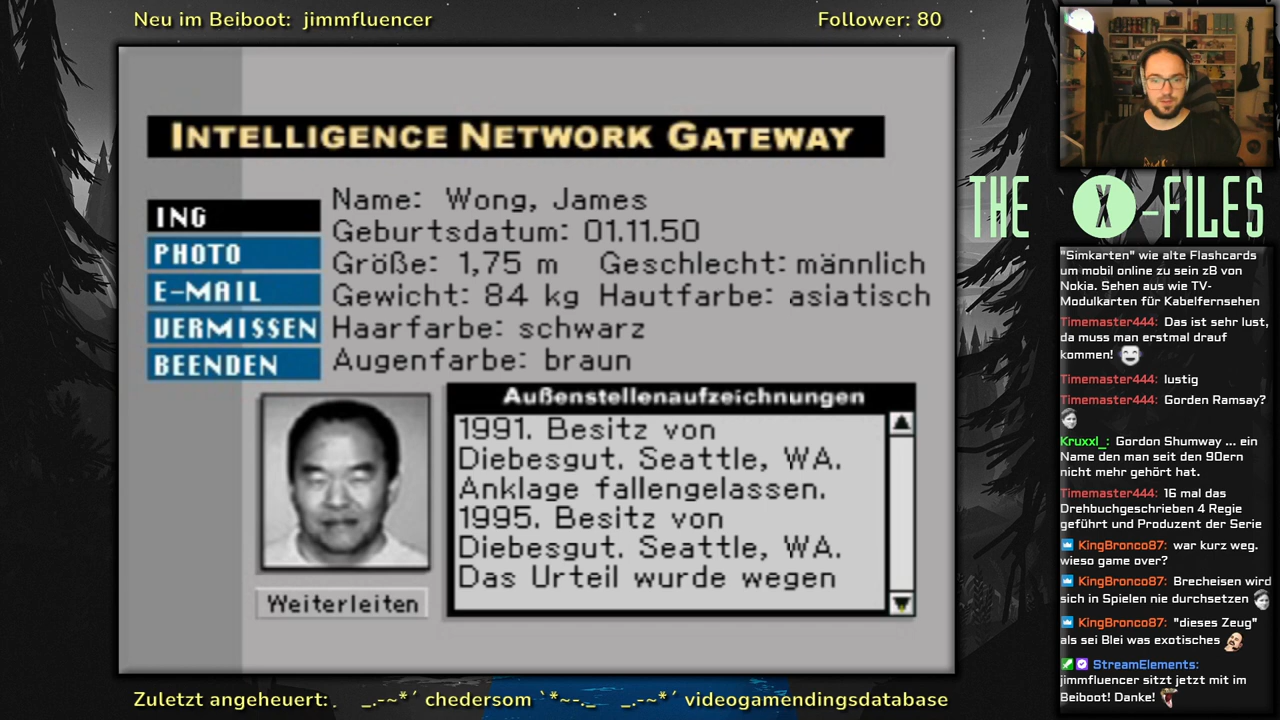 Neu im Beiboot: jimmfluencer
Follower: 80
INTELLIGENCE NETWORK GATEWAY
ING
PHOTO
E-MAIL
VERMISSEN
BEENDEN
Name: Wong, James
Geburtsdatum: 01.11.50
Größe: 1,75 m Geschlecht: männlich
Gewicht: 84 kg Hautfarbe: asiatisch
Haarfarbe: schwarz
Augenfarbe: braun
Außenstellenaufzeichnungen
1991. Besitz von
Diebesgut. Seattle, WA.
Anklage fallengelassen.
1995. Besitz von
Diebesgut. Seattle, WA.
Das Urteil wurde wegen
Weiterleiten
THE X-FILES
"Simkarten" wie alte Flashcards
um mobil online zu sein zB von
Nokia. Sehen aus wie TV-
Modulkarten für Kabelfernsehen
Timemaster444: Das ist sehr lust,
da muss man erstmal drauf
kommen!
Timemaster444: lustig
Timemaster444: Gorden Ramsay?
Kruxxl_: Gordon Shumway ... ein
Name den man seit den 90ern
nicht mehr gehört hat.
Timemaster444: 16 mal das
Drehbuchgeschrieben 4 Regie
geführt und Produzent der Serie
KingBronco87: war kurz weg.
wieso game over?
KingBronco87: Brecheisen wird
sich in Spielen nie durchsetzen
KingBronco87: "dieses Zeug"
als sei Blei was exotisches
StreamElements:
jimmfluencer sitzt jetzt mit im
Beiboot! Danke!
Zuletzt angeheuert: . _.-~*´ chedersom `*~-._ _.-~*´ videogamendingsdatabase